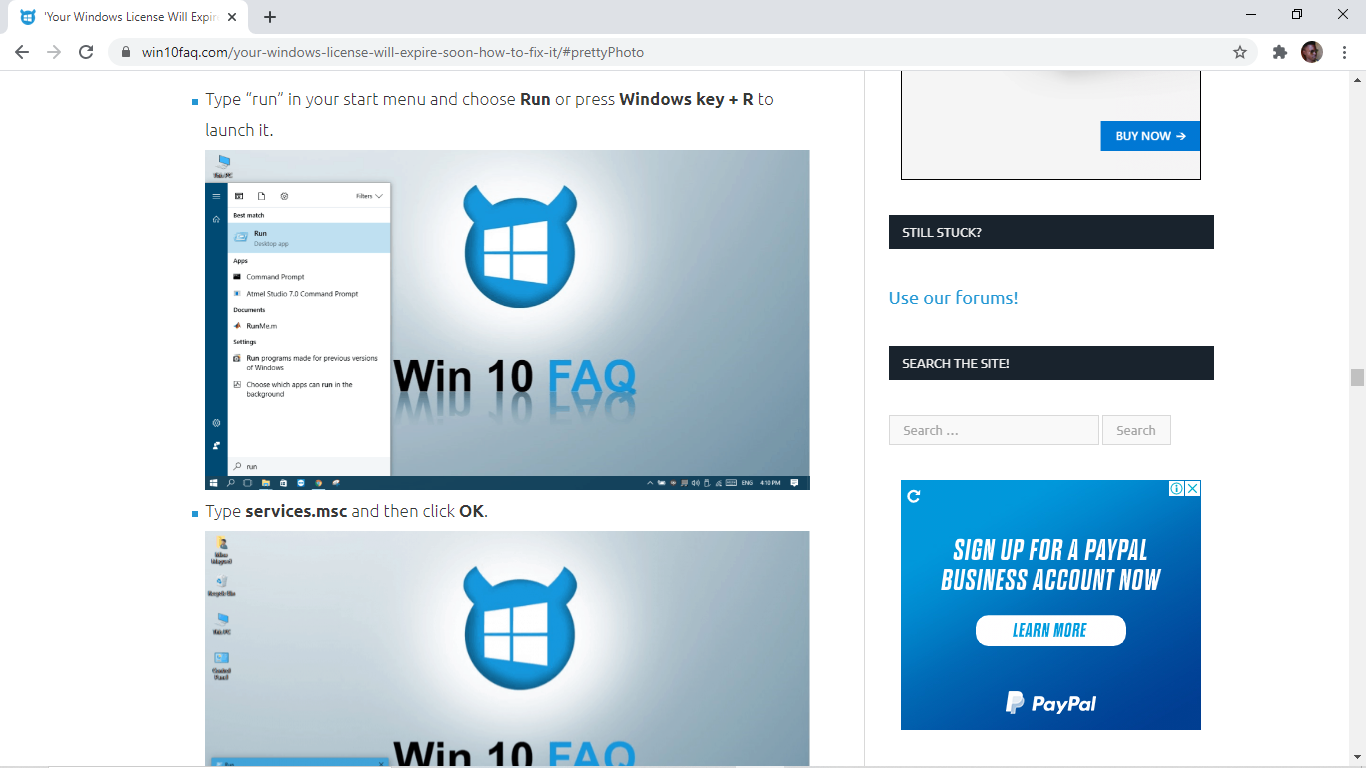 'Your Windows License Will Expir
win10faq.com/your-windows-license-will-expire-soon-how-to-fix-it/#prettyPhoto
Type “run” in your start menu and choose Run or press Windows key + R to
launch it.
This PC
Filters
Best match
Run
Desktop app
Apps
Command Prompt
Atmel Studio 7.0 Command Prompt
Documents
RunMe.m
Settings
Run programs made for previous versions
of Windows
Choose which apps can run in the
background
run
Win 10 FAQ
ENG
4:10 PM
Type services.msc and then click OK.
Recycle Bin
This PC
Control
Panel
Win 10 FAQ
Run
BUY NOW →
STILL STUCK?
Use our forums!
SEARCH THE SITE!
Search ...
Search
SIGN UP FOR A PAYPAL
BUSINESS ACCOUNT NOW
LEARN MORE
PayPal